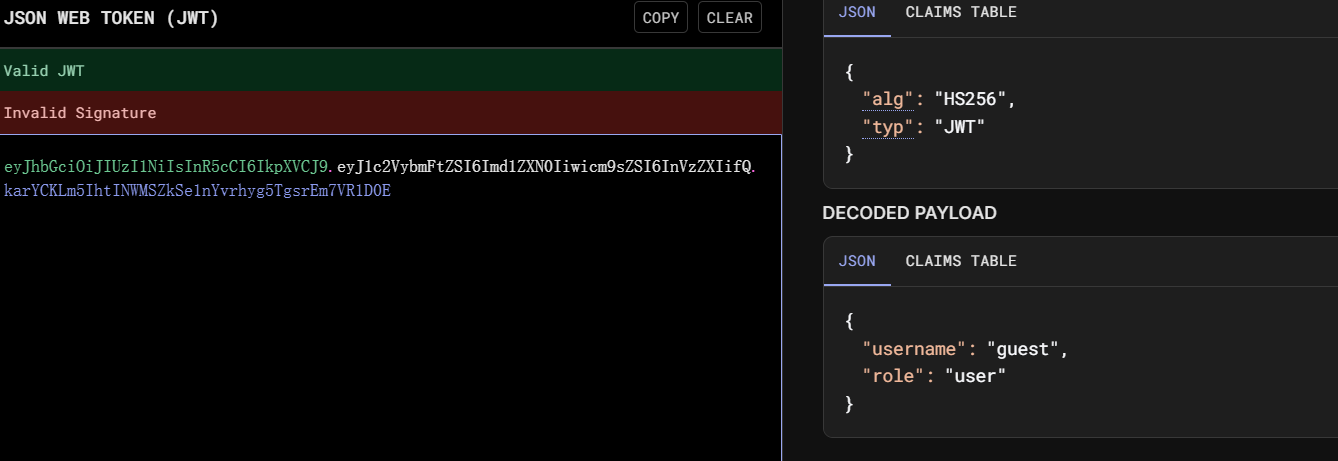 JSON WEB TOKEN (JWT)
COPY
CLEAR
Valid JWT
Invalid Signature
eyJhbGciOiJIUzI1NiIsInR5cCI6IkpXVCJ9.eyJ1c2VybmFtZSI6Imd1ZXN0Iiwicm9sZSI6InVzZXIifQ.
karYCKLm5IhtINWMSZkSe1nYvrhyg5TgsrEm7VR1D0E
JSON
CLAIMS TABLE
{
"alg": "HS256",
"typ": "JWT"
}
DECODED PAYLOAD
JSON
CLAIMS TABLE
{
"username": "guest",
"role": "user"
}